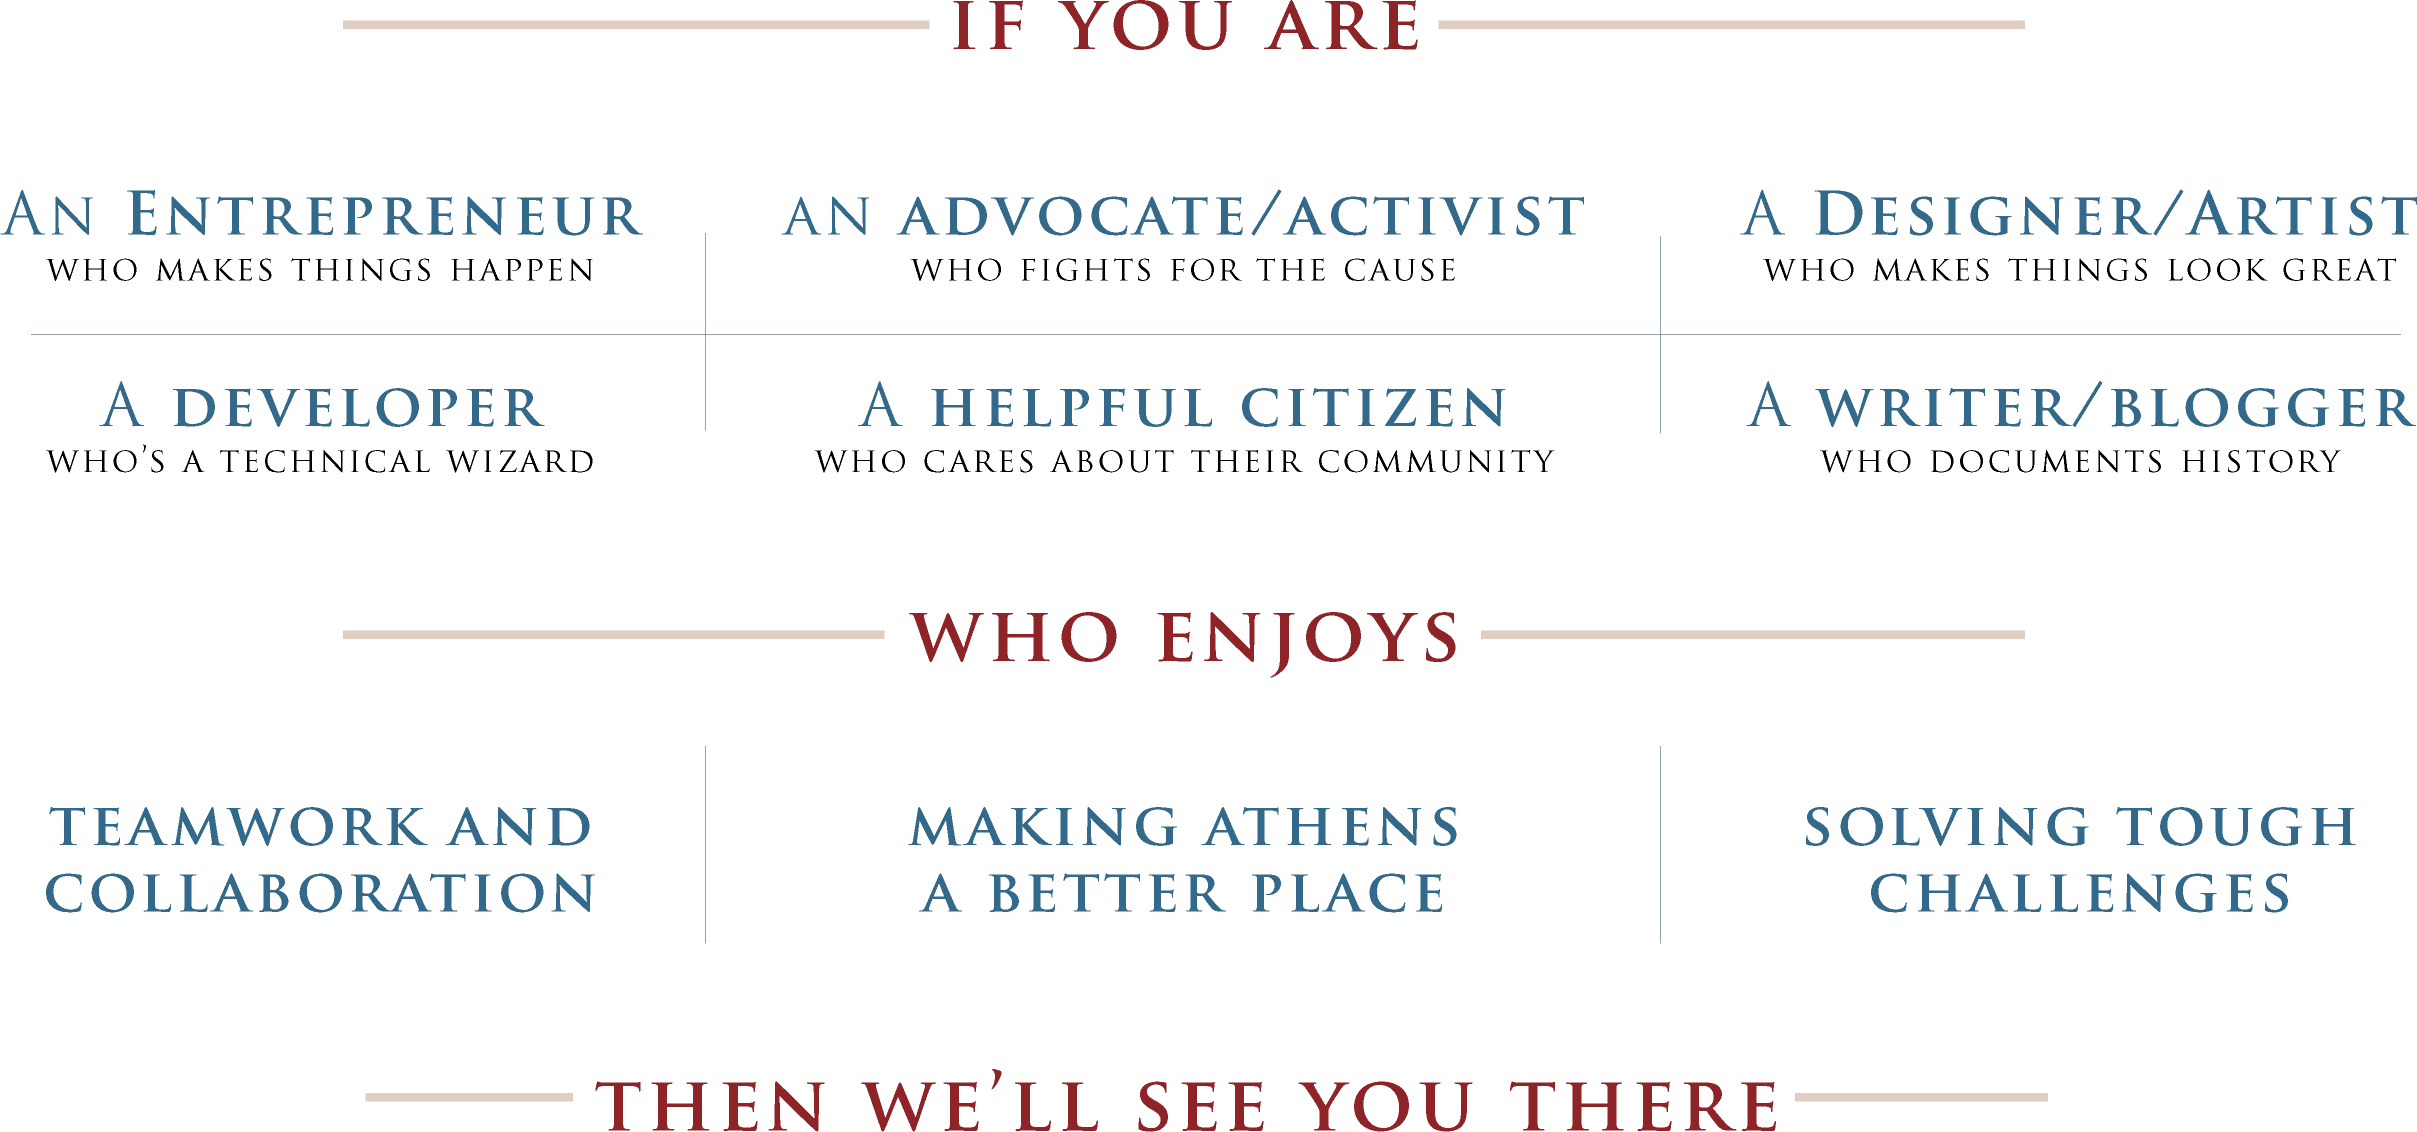 IF YOU ARE
AN ENTREPRENEUR
WHO MAKES THINGS HAPPEN
AN ADVOCATE/ACTIVIST
WHO FIGHTS FOR THE CAUSE
A DESIGNER/ARTIST
WHO MAKES THINGS LOOK GREAT
A DEVELOPER
WHO’S A TECHNICAL WIZARD
A HELPFUL CITIZEN
WHO CARES ABOUT THEIR COMMUNITY
A WRITER/BLOGGER
WHO DOCUMENTS HISTORY
WHO ENJOYS
TEAMWORK AND
COLLABORATION
MAKING ATHENS
A BETTER PLACE
SOLVING TOUGH
CHALLENGES
THEN WE’LL SEE YOU THERE